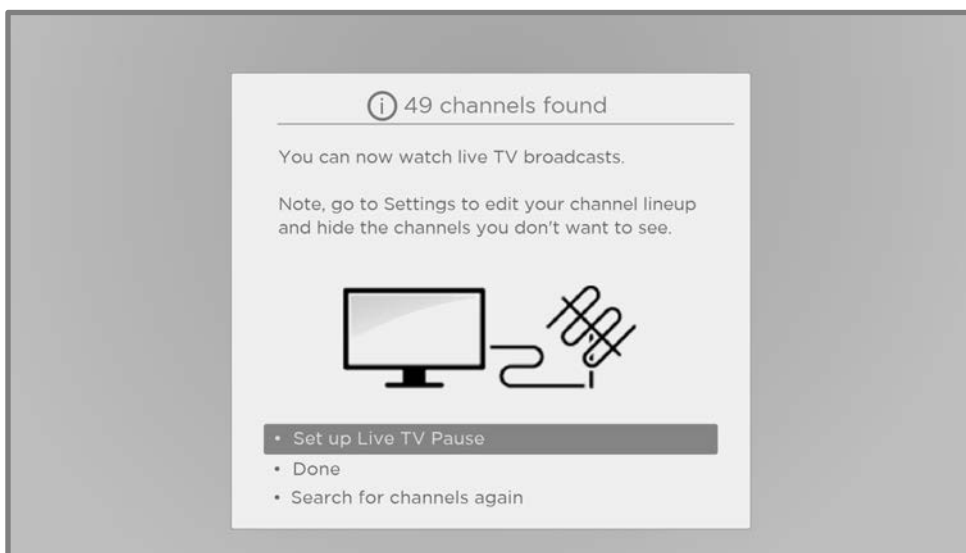 49 channels found
You can now watch live TV broadcasts.
Note, go to Settings to edit your channel lineup
and hide the channels you don't want to see.
• Set up Live TV Pause
• Done
• Search for channels again